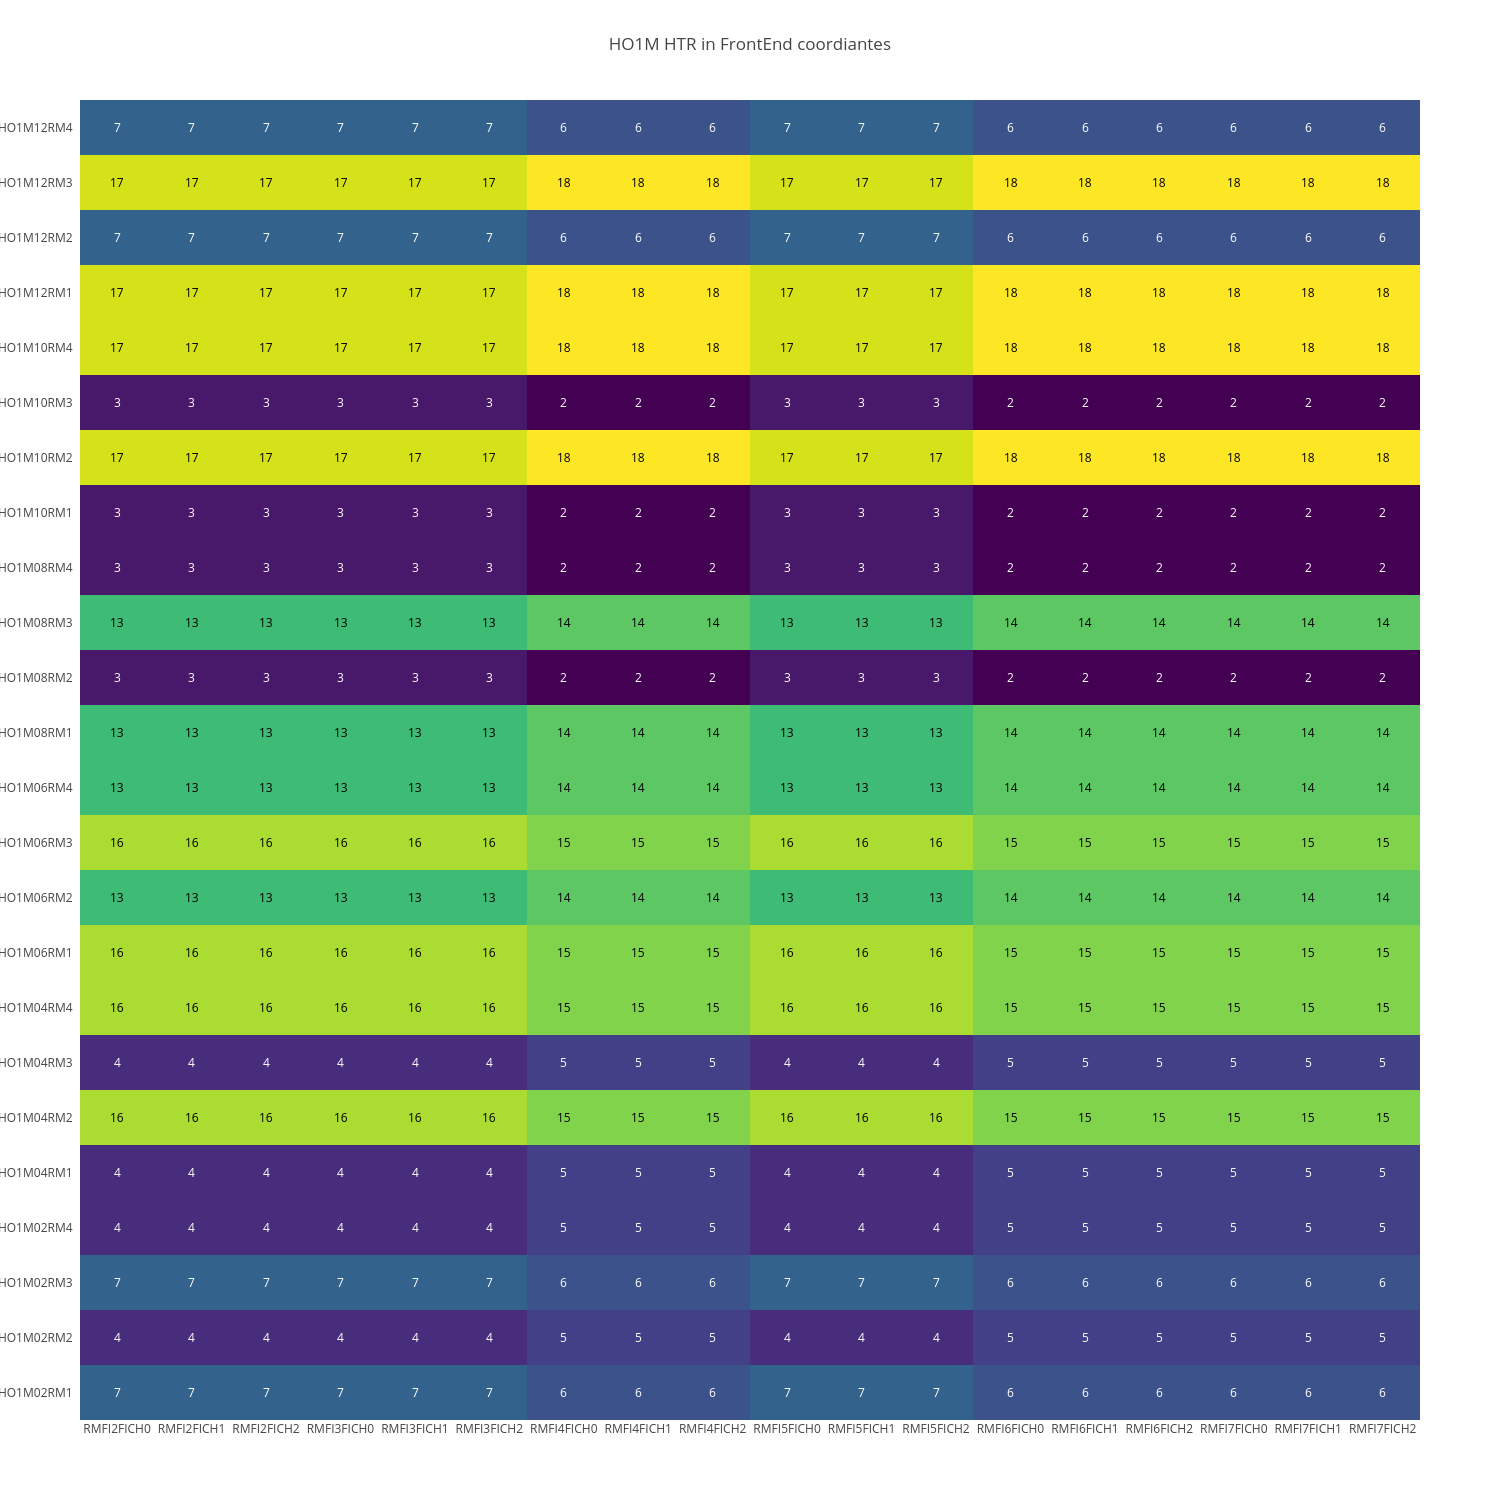 HO1M HTR in FrontEnd coordiantes
HO1M12RM4 7 7 7 7 7 7 6 6 6 7 7 7 6 6 6 6 6 6
HO1M12RM3 17 17 17 17 17 17 18 18 18 17 17 17 18 18 18 18 18 18
HO1M12RM2 7 7 7 7 7 7 6 6 6 7 7 7 6 6 6 6 6 6
HO1M12RM1 17 17 17 17 17 17 18 18 18 17 17 17 18 18 18 18 18 18
HO1M10RM4 17 17 17 17 17 17 18 18 18 17 17 17 18 18 18 18 18 18
HO1M10RM3 3 3 3 3 3 3 2 2 2 3 3 3 2 2 2 2 2 2
HO1M10RM2 17 17 17 17 17 17 18 18 18 17 17 17 18 18 18 18 18 18
HO1M10RM1 3 3 3 3 3 3 2 2 2 3 3 3 2 2 2 2 2 2
HO1M08RM4 3 3 3 3 3 3 2 2 2 3 3 3 2 2 2 2 2 2
HO1M08RM3 13 13 13 13 13 13 14 14 14 13 13 13 14 14 14 14 14 14
HO1M08RM2 3 3 3 3 3 3 2 2 2 3 3 3 2 2 2 2 2 2
HO1M08RM1 13 13 13 13 13 13 14 14 14 13 13 13 14 14 14 14 14 14
HO1M06RM4 13 13 13 13 13 13 14 14 14 13 13 13 14 14 14 14 14 14
HO1M06RM3 16 16 16 16 16 16 15 15 15 16 16 16 15 15 15 15 15 15
HO1M06RM2 13 13 13 13 13 13 14 14 14 13 13 13 14 14 14 14 14 14
HO1M06RM1 16 16 16 16 16 16 15 15 15 16 16 16 15 15 15 15 15 15
HO1M04RM4 16 16 16 16 16 16 15 15 15 16 16 16 15 15 15 15 15 15
HO1M04RM3 4 4 4 4 4 4 5 5 5 4 4 4 5 5 5 5 5 5
HO1M04RM2 16 16 16 16 16 16 15 15 15 16 16 16 15 15 15 15 15 15
HO1M04RM1 4 4 4 4 4 4 5 5 5 4 4 4 5 5 5 5 5 5
HO1M02RM4 4 4 4 4 4 4 5 5 5 4 4 4 5 5 5 5 5 5
HO1M02RM3 7 7 7 7 7 7 6 6 6 7 7 7 6 6 6 6 6 6
HO1M02RM2 4 4 4 4 4 4 5 5 5 4 4 4 5 5 5 5 5 5
HO1M02RM1 7 7 7 7 7 7 6 6 6 7 7 7 6 6 6 6 6 6
RMFI2FICH0 RMFI2FICH1 RMFI2FICH2 RMFI3FICH0 RMFI3FICH1 RMFI3FICH2 RMFI4FICH0 RMFI4FICH1 RMFI4FICH2 RMFI5FICH0 RMFI5FICH1 RMFI5FICH2 RMFI6FICH0 RMFI6FICH1 RMFI6FICH2 RMFI7FICH0 RMFI7FICH1 RMFI7FICH2